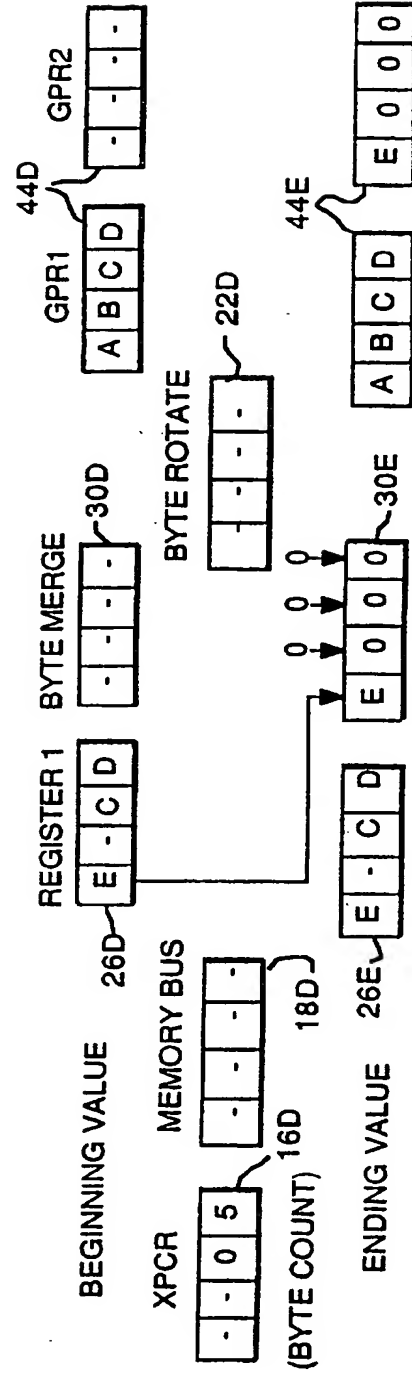 BEGINNING VALUE
REGISTER 1
BYTE MERGE
GPR1
44D
GPR2
E - C D
- - - -
A B C D
- - - -
26D
30D
XPCR
MEMORY BUS
BYTE ROTATE
22D
- - 0 5
- - - -
- - - -
16D
18D
(BYTE COUNT)
0 0 0
ENDING VALUE
26E
E - C D
E 0 0 0
30E
A B C D
44E
E 0 0 0